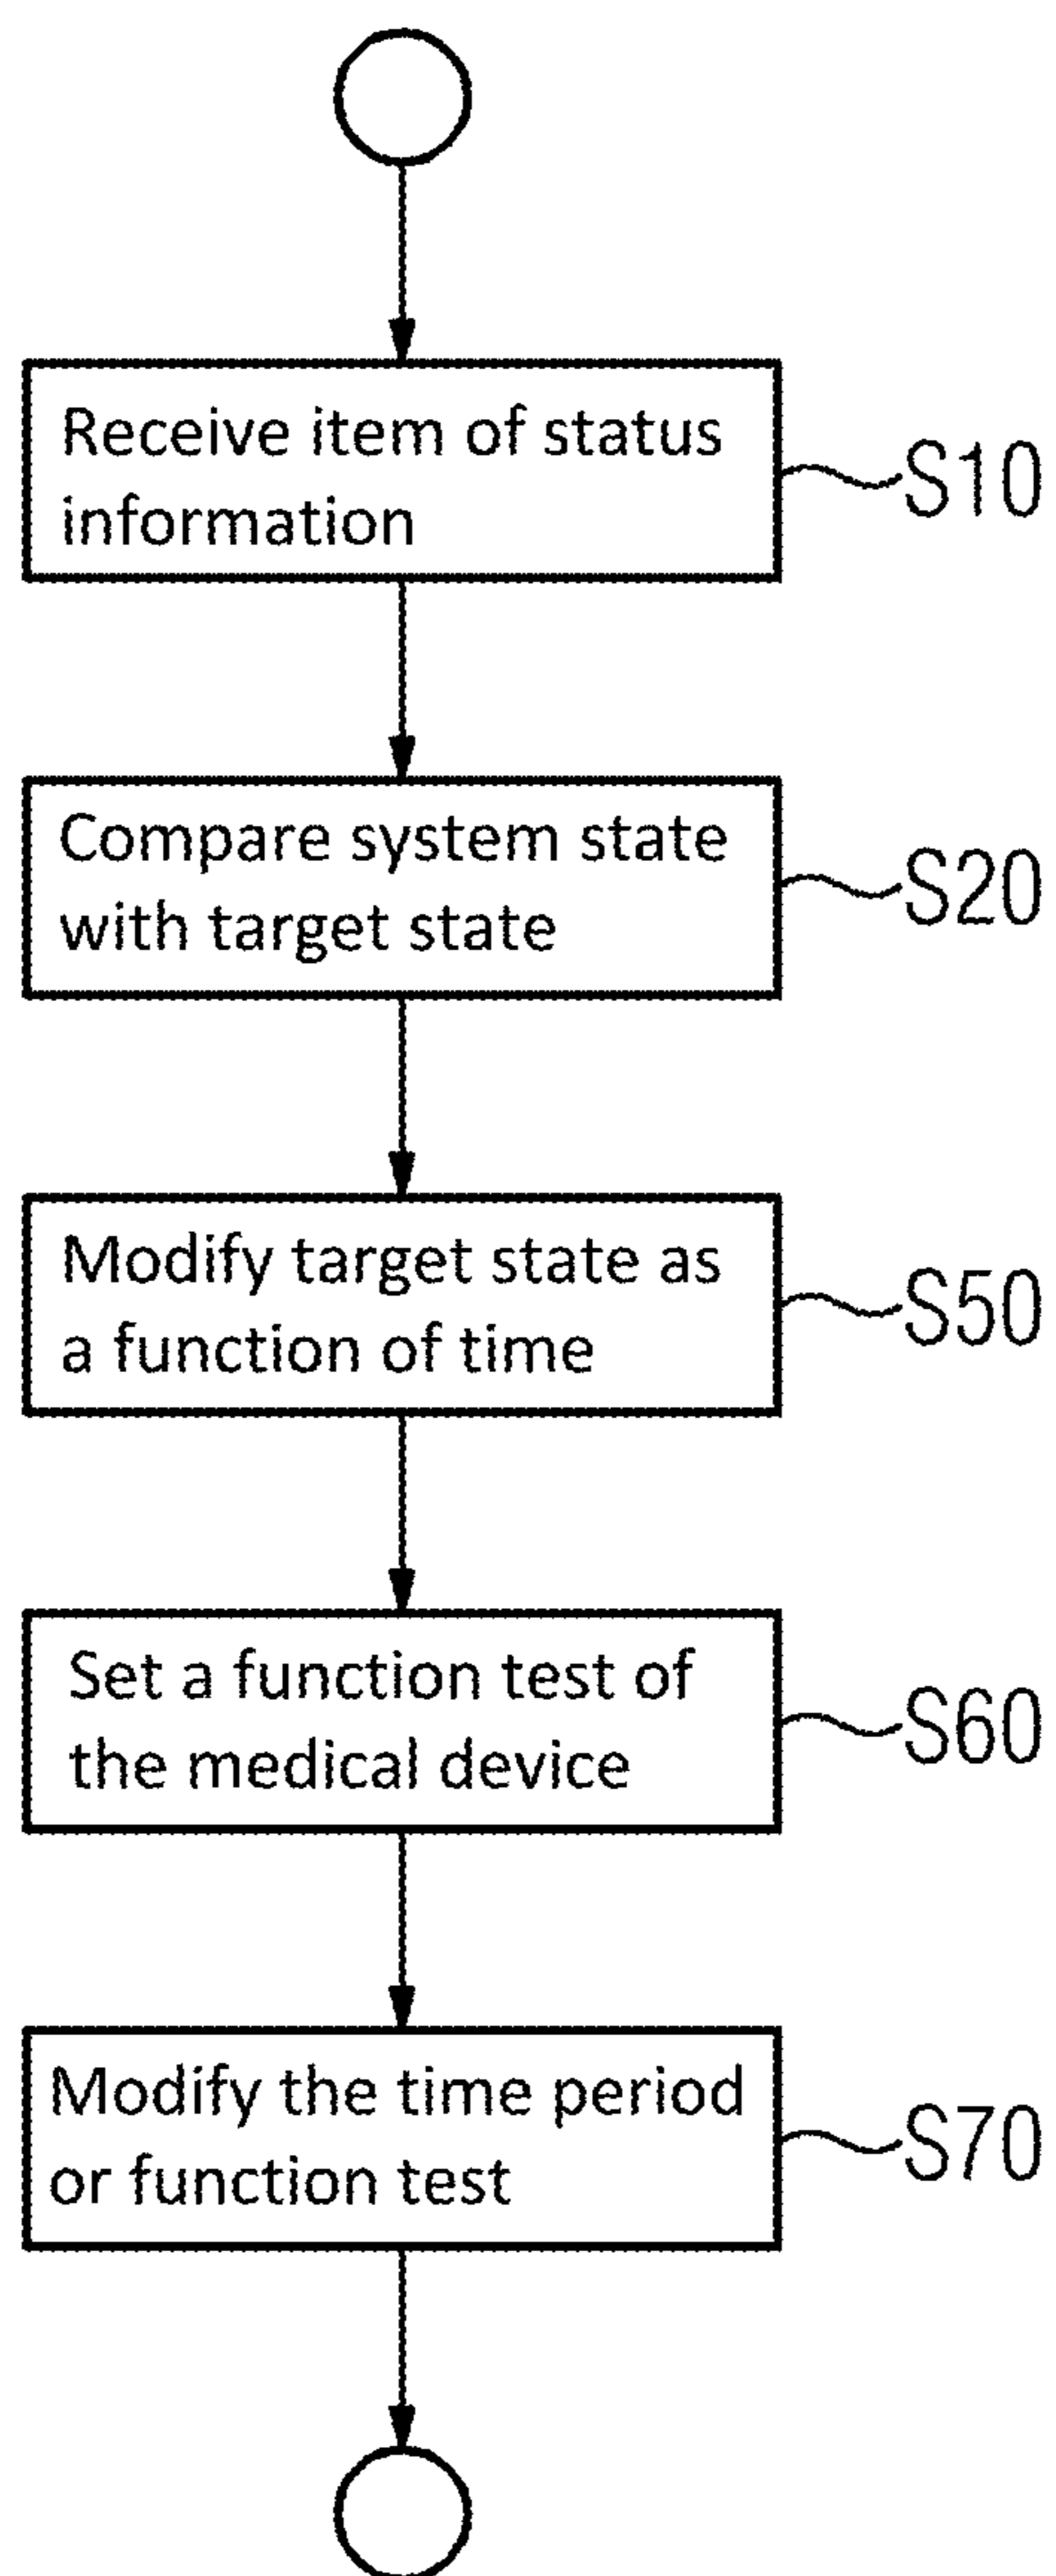 Receive item of status
information
S10
Compare system state
with target state
S20
Modify target state as
a function of time
S50
Set a function test of
the medical device
S60
Modify the time period
or function test
S70